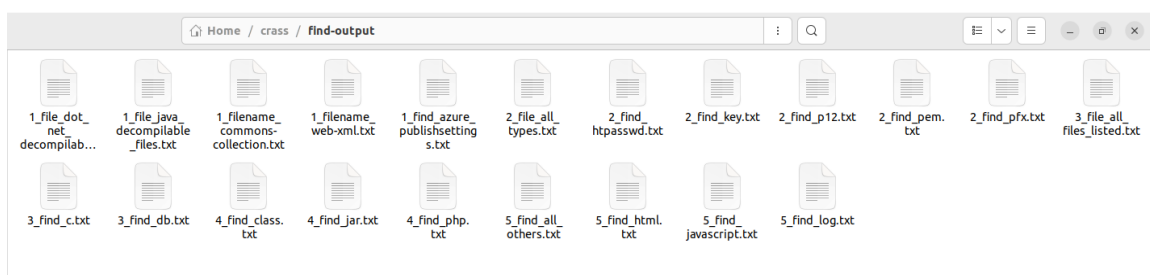 Home / crass / find-output
1_file_dot_
net_
decompilab...
1_file_java_
decompilable
_files.txt
1_filename_
commons-
collection.txt
1_filename_
web-xml.txt
1_find_azure_
publishsetting
s.txt
2_file_all_
types.txt
2_find_
htpasswd.txt
2_find_key.txt
2_find_p12.txt
2_find_pem.
txt
2_find_pfx.txt
3_file_all_
files_listed.txt
3_find_c.txt
3_find_db.txt
4_find_class.
txt
4_find_jar.txt
4_find_php.
txt
5_find_all_
others.txt
5_find_html.
txt
5_find_
javascript.txt
5_find_log.txt